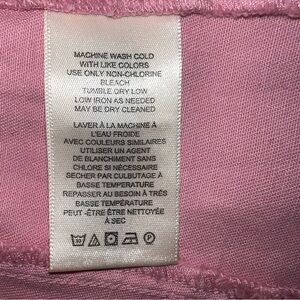 MACHINE WASH COLD
WITH LIKE COLORS
USE ONLY NON-CHLORINE
BLEACH
TUMBLE DRY LOW
LOW IRON AS NEEDED
MAY BE DRY CLEANED
LAVER À LA MACHINE À
L'EAU FROIDE
AVEC COULEURS SIMILAIRES
UTILISER UN AGENT
DE BLANCHIMENT SANS
CHLORE SI NÉCESSAIRE
SECHER PAR CULBUTAGE À
BASSE TEMPERATURE
REPASSER AU BESOIN À TRÈS
BASSE TEMPÉRATURE
PEUT -ÊTRE ÊTRE NETTOYÉE
À SEC